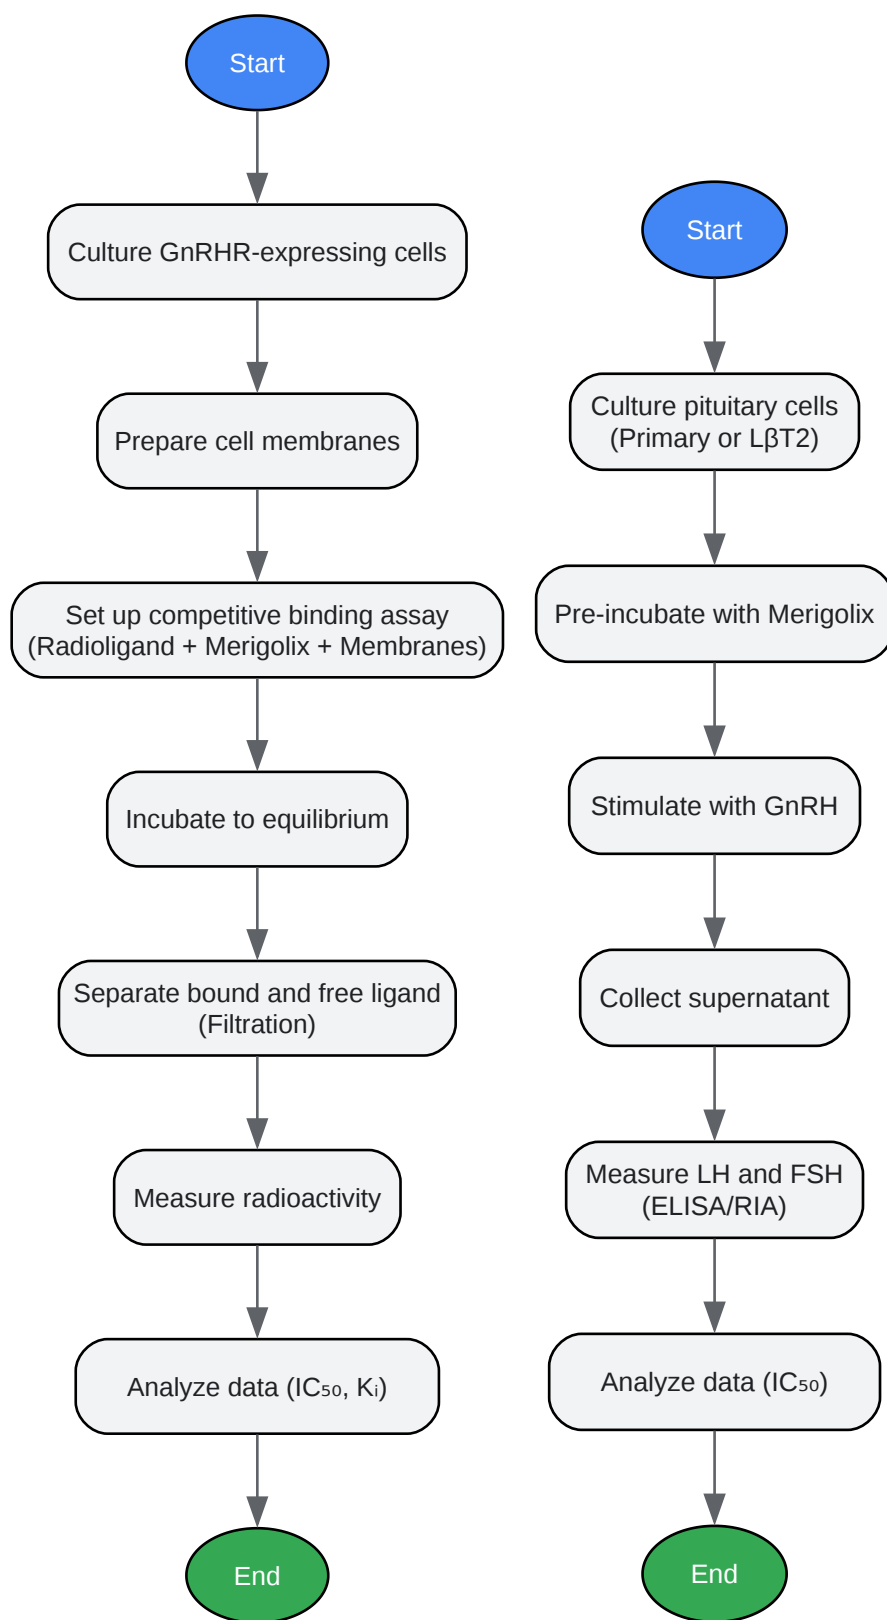 Start
Culture GnRHR-expressing cells
Prepare cell membranes
Set up competitive binding assay
(Radioligand + Merigolix + Membranes)
Incubate to equilibrium
Separate bound and free ligand
(Filtration)
Measure radioactivity
Analyze data (IC₅₀, Kᵢ)
End
Start
Culture pituitary cells
(Primary or LβT2)
Pre-incubate with Merigolix
Stimulate with GnRH
Collect supernatant
Measure LH and FSH
(ELISA/RIA)
Analyze data (IC₅₀)
End